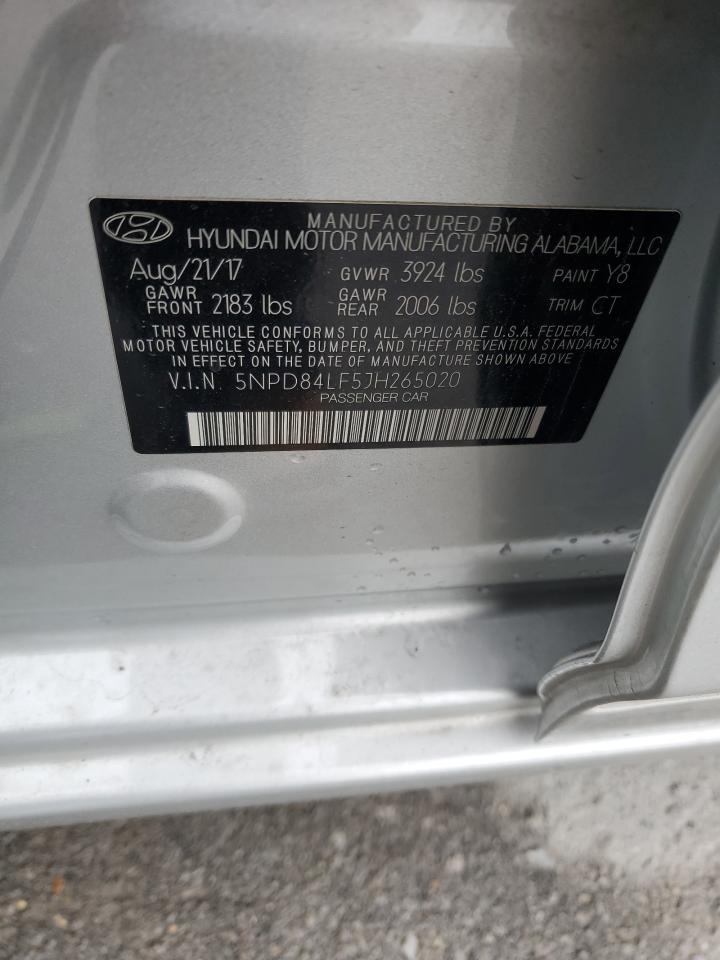 MANUFACTURED BY
HYUNDAI MOTOR MANUFACTURING ALABAMA, LLC
Aug/21/17 GVWR 3924 lbs PAINT Y8
GAWR FRONT 2183 lbs GAWR REAR 2006 lbs TRIM CT
THIS VEHICLE CONFORMS TO ALL APPLICABLE U.S.A. FEDERAL
MOTOR VEHICLE SAFETY, BUMPER, AND THEFT PREVENTION STANDARDS
IN EFFECT ON THE DATE OF MANUFACTURE SHOWN ABOVE
V.I.N. 5NPD84LF5JH265020
PASSENGER CAR